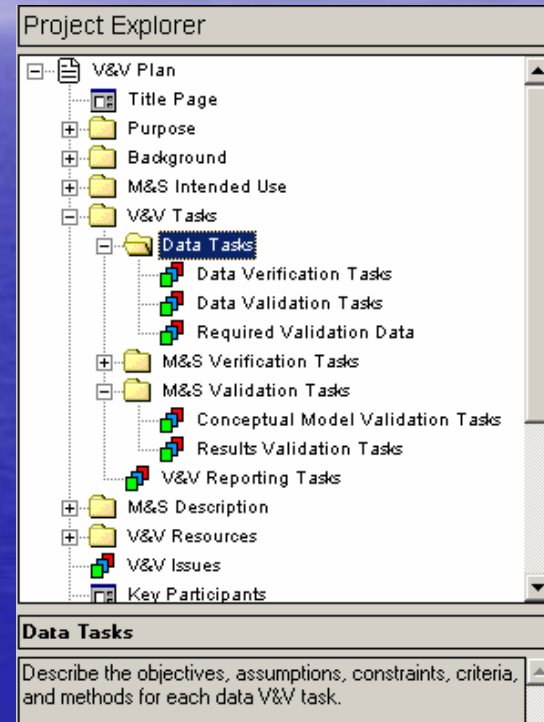 Project Explorer
V&V Plan
Title Page
Purpose
Background
M&S Intended Use
V&V Tasks
Data Tasks
Data Verification Tasks
Data Validation Tasks
Required Validation Data
M&S Verification Tasks
M&S Validation Tasks
Conceptual Model Validation Tasks
Results Validation Tasks
V&V Reporting Tasks
M&S Description
V&V Resources
V&V Issues
Key Participants
Data Tasks
Describe the objectives, assumptions, constraints, criteria,
and methods for each data V&V task.